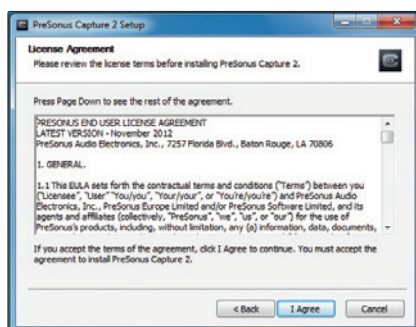 PreSonus Capture 2 Setup
License Agreement
Please review the license terms before installing PreSonus Capture 2.
Press Page Down to see the rest of the agreement.
PRESONUS END USER LICENSE AGREEMENT
LATEST VERSION - November 2012
PreSonus Audio Electronics, Inc., 7257 Florida Blvd., Baton Rouge, LA 70806
1. GENERAL.
1.1 This EULA sets forth the contractual terms and conditions ("Terms") between you
("Licensee", "User" "You/you", "Your/your", or "You're/you're") and PreSonus Audio
Electronics, Inc., PreSonus Europe Limited and/or PreSonus Software Limited, and its
agents and affiliates (collectively, "PreSonus", "we", "us", or "our") for the use of
PreSonus's products, including, without limitation, any (a) information, data, documents,
If you accept the terms of the agreement, click I Agree to continue. You must accept the
agreement to install PreSonus Capture 2.
< Back
I Agree
Cancel